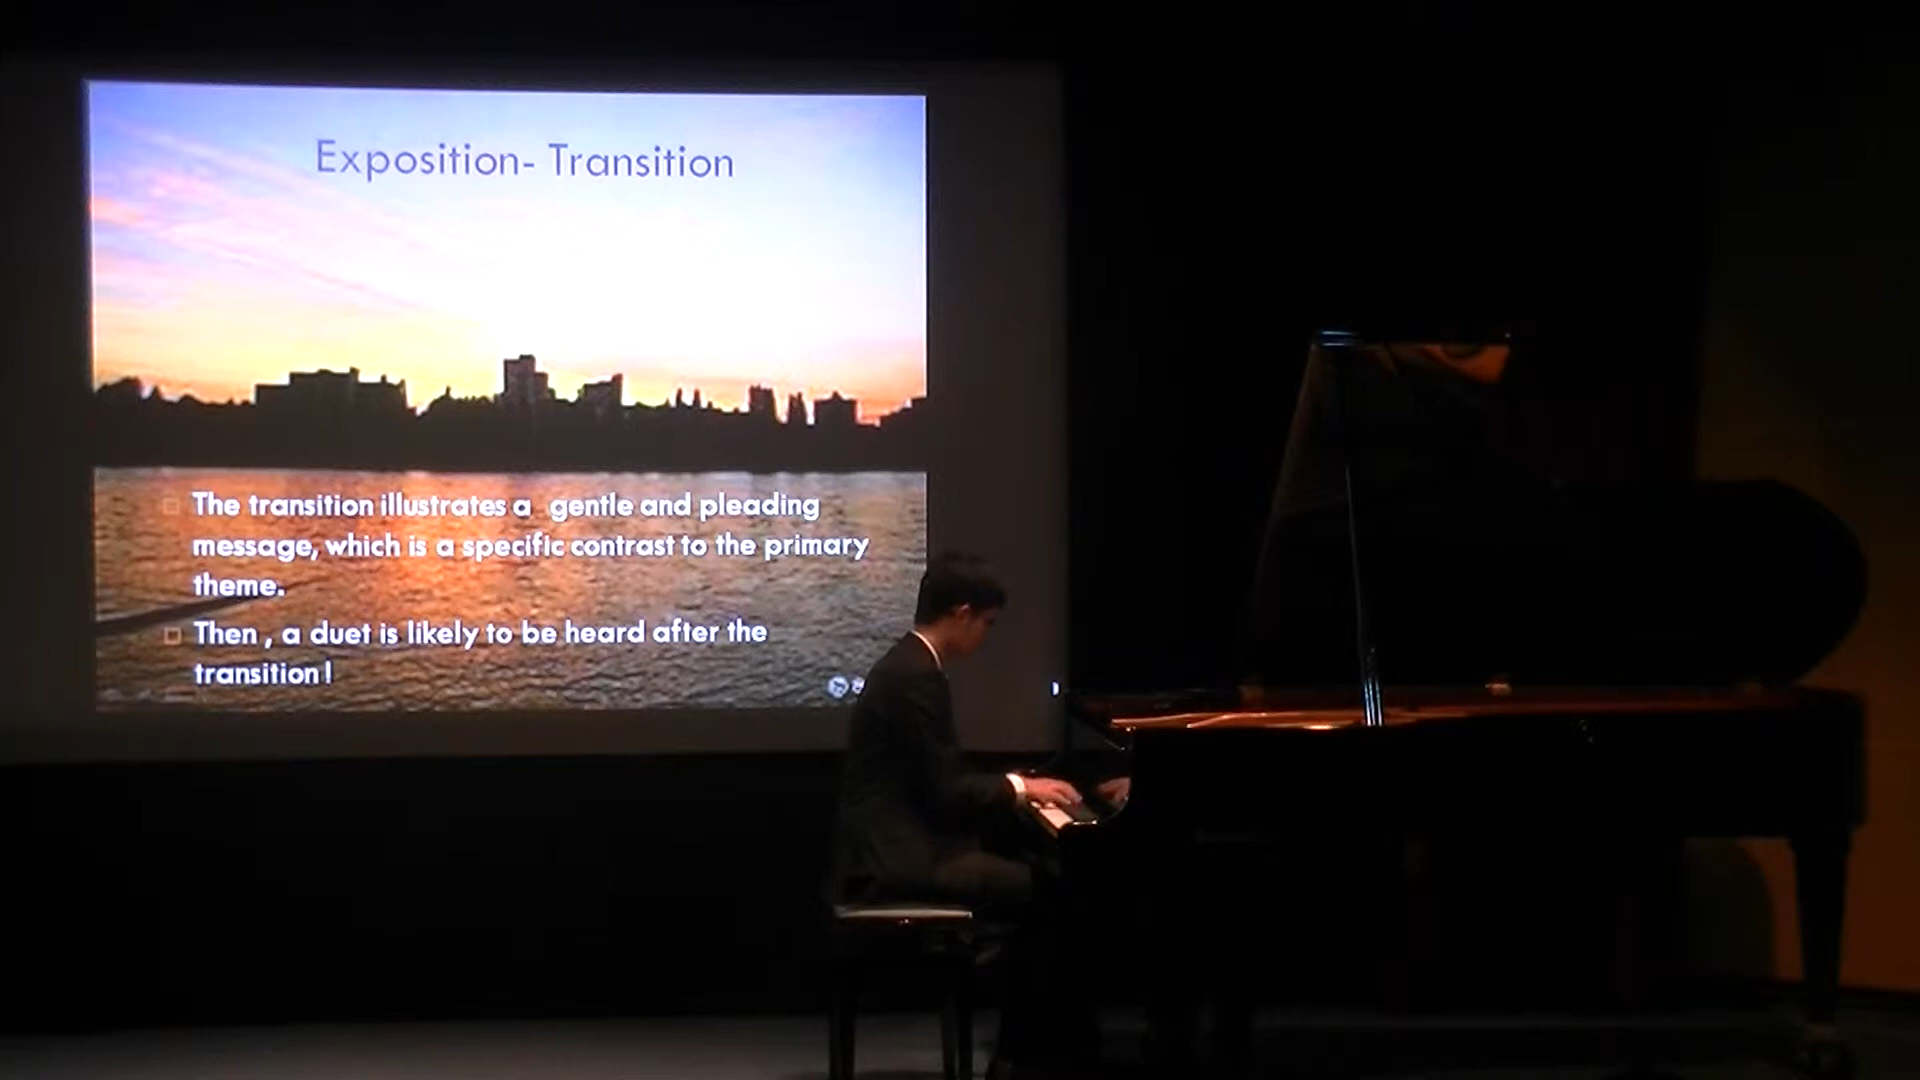 Exposition- Transition
The transition illustrates a gentle and pleading
message, which is a specific contrast to the primary
theme.
Then , a duet is likely to be heard after the
transition!